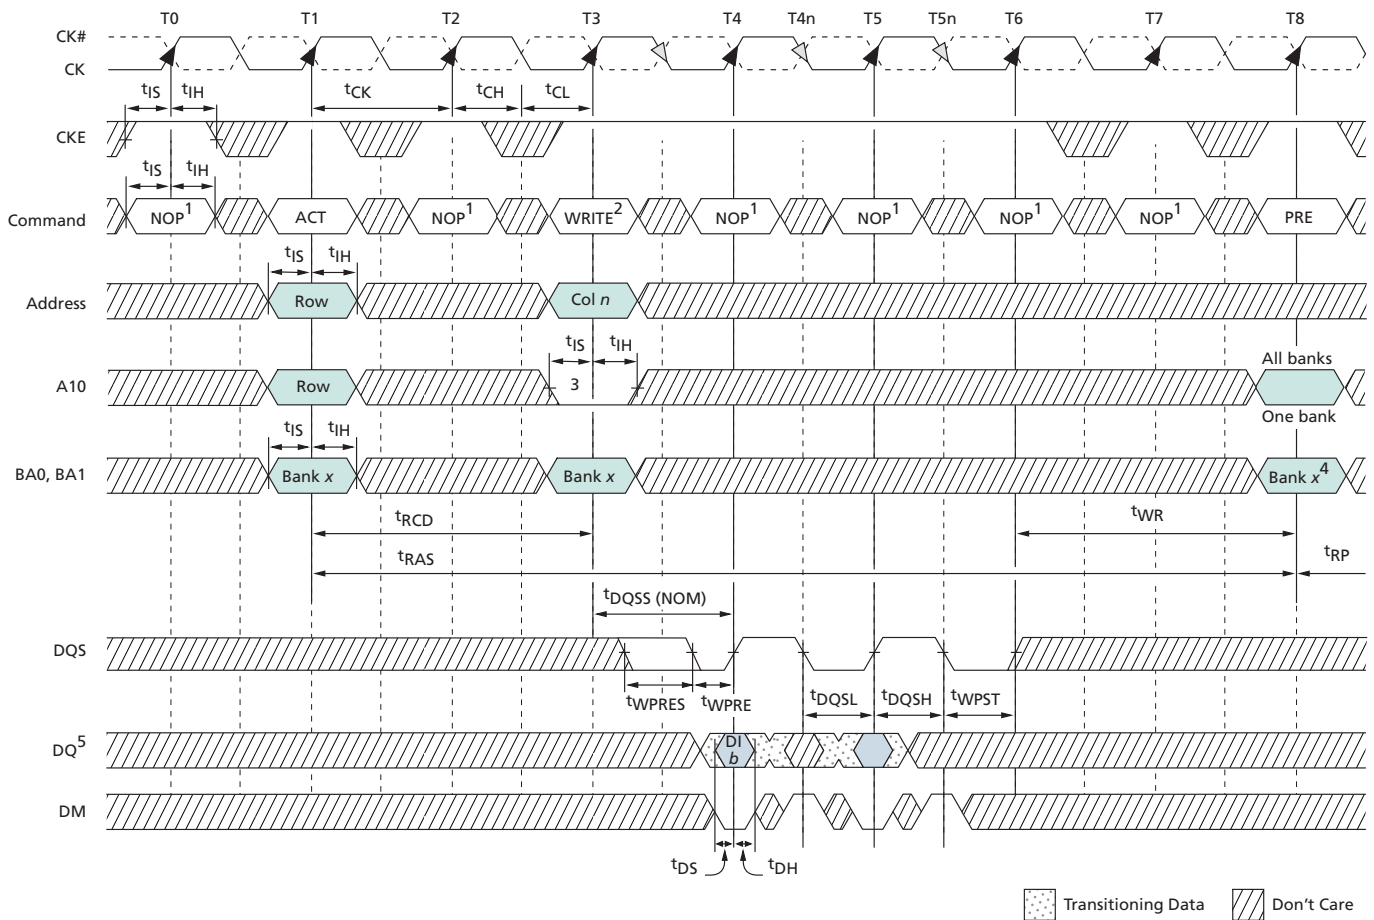 T0 T1 T2 T3 T4 T4n T5 T5n T6 T7 T8
CK#
CK
tIS tIH tCK tCH tCL
CKE
tIS tIH
Command NOP1 ACT NOP1 WRITE2 NOP1 NOP1 NOP1 NOP1 PRE
tIS tIH
Address Row Col n
tIS tIH
All banks
A10 Row 3
One bank
tIS tIH
BA0, BA1 Bank x Bank x Bank x4
tRCD tWR
tRAS tRP
tDQSS (NOM)
DQS
tWPRES tWPRE tDQSL tDQSH tWPST
DQ5 DI
b
DM
tDS tDH
Transitioning Data Don't Care